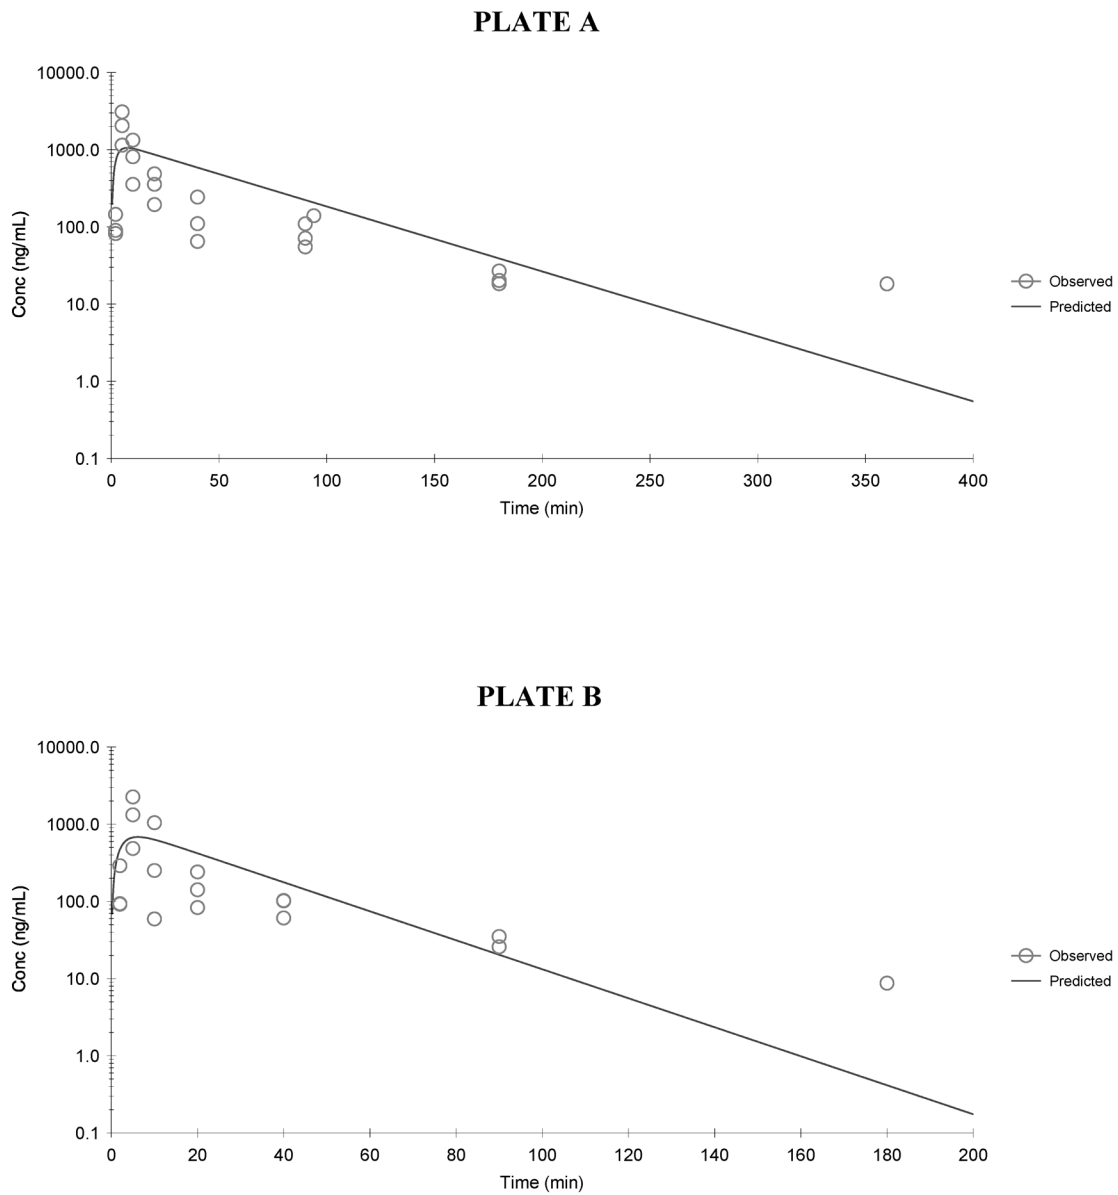 PLATE A
10000.0
1000.0
100.0
10.0
1.0
0.1
Conc (ng/mL)
0 50 100 150 200 250 300 350 400
Time (min)
Observed
Predicted
PLATE B
10000.0
1000.0
100.0
10.0
1.0
0.1
Conc (ng/mL)
0 20 40 60 80 100 120 140 160 180 200
Time (min)
Observed
Predicted